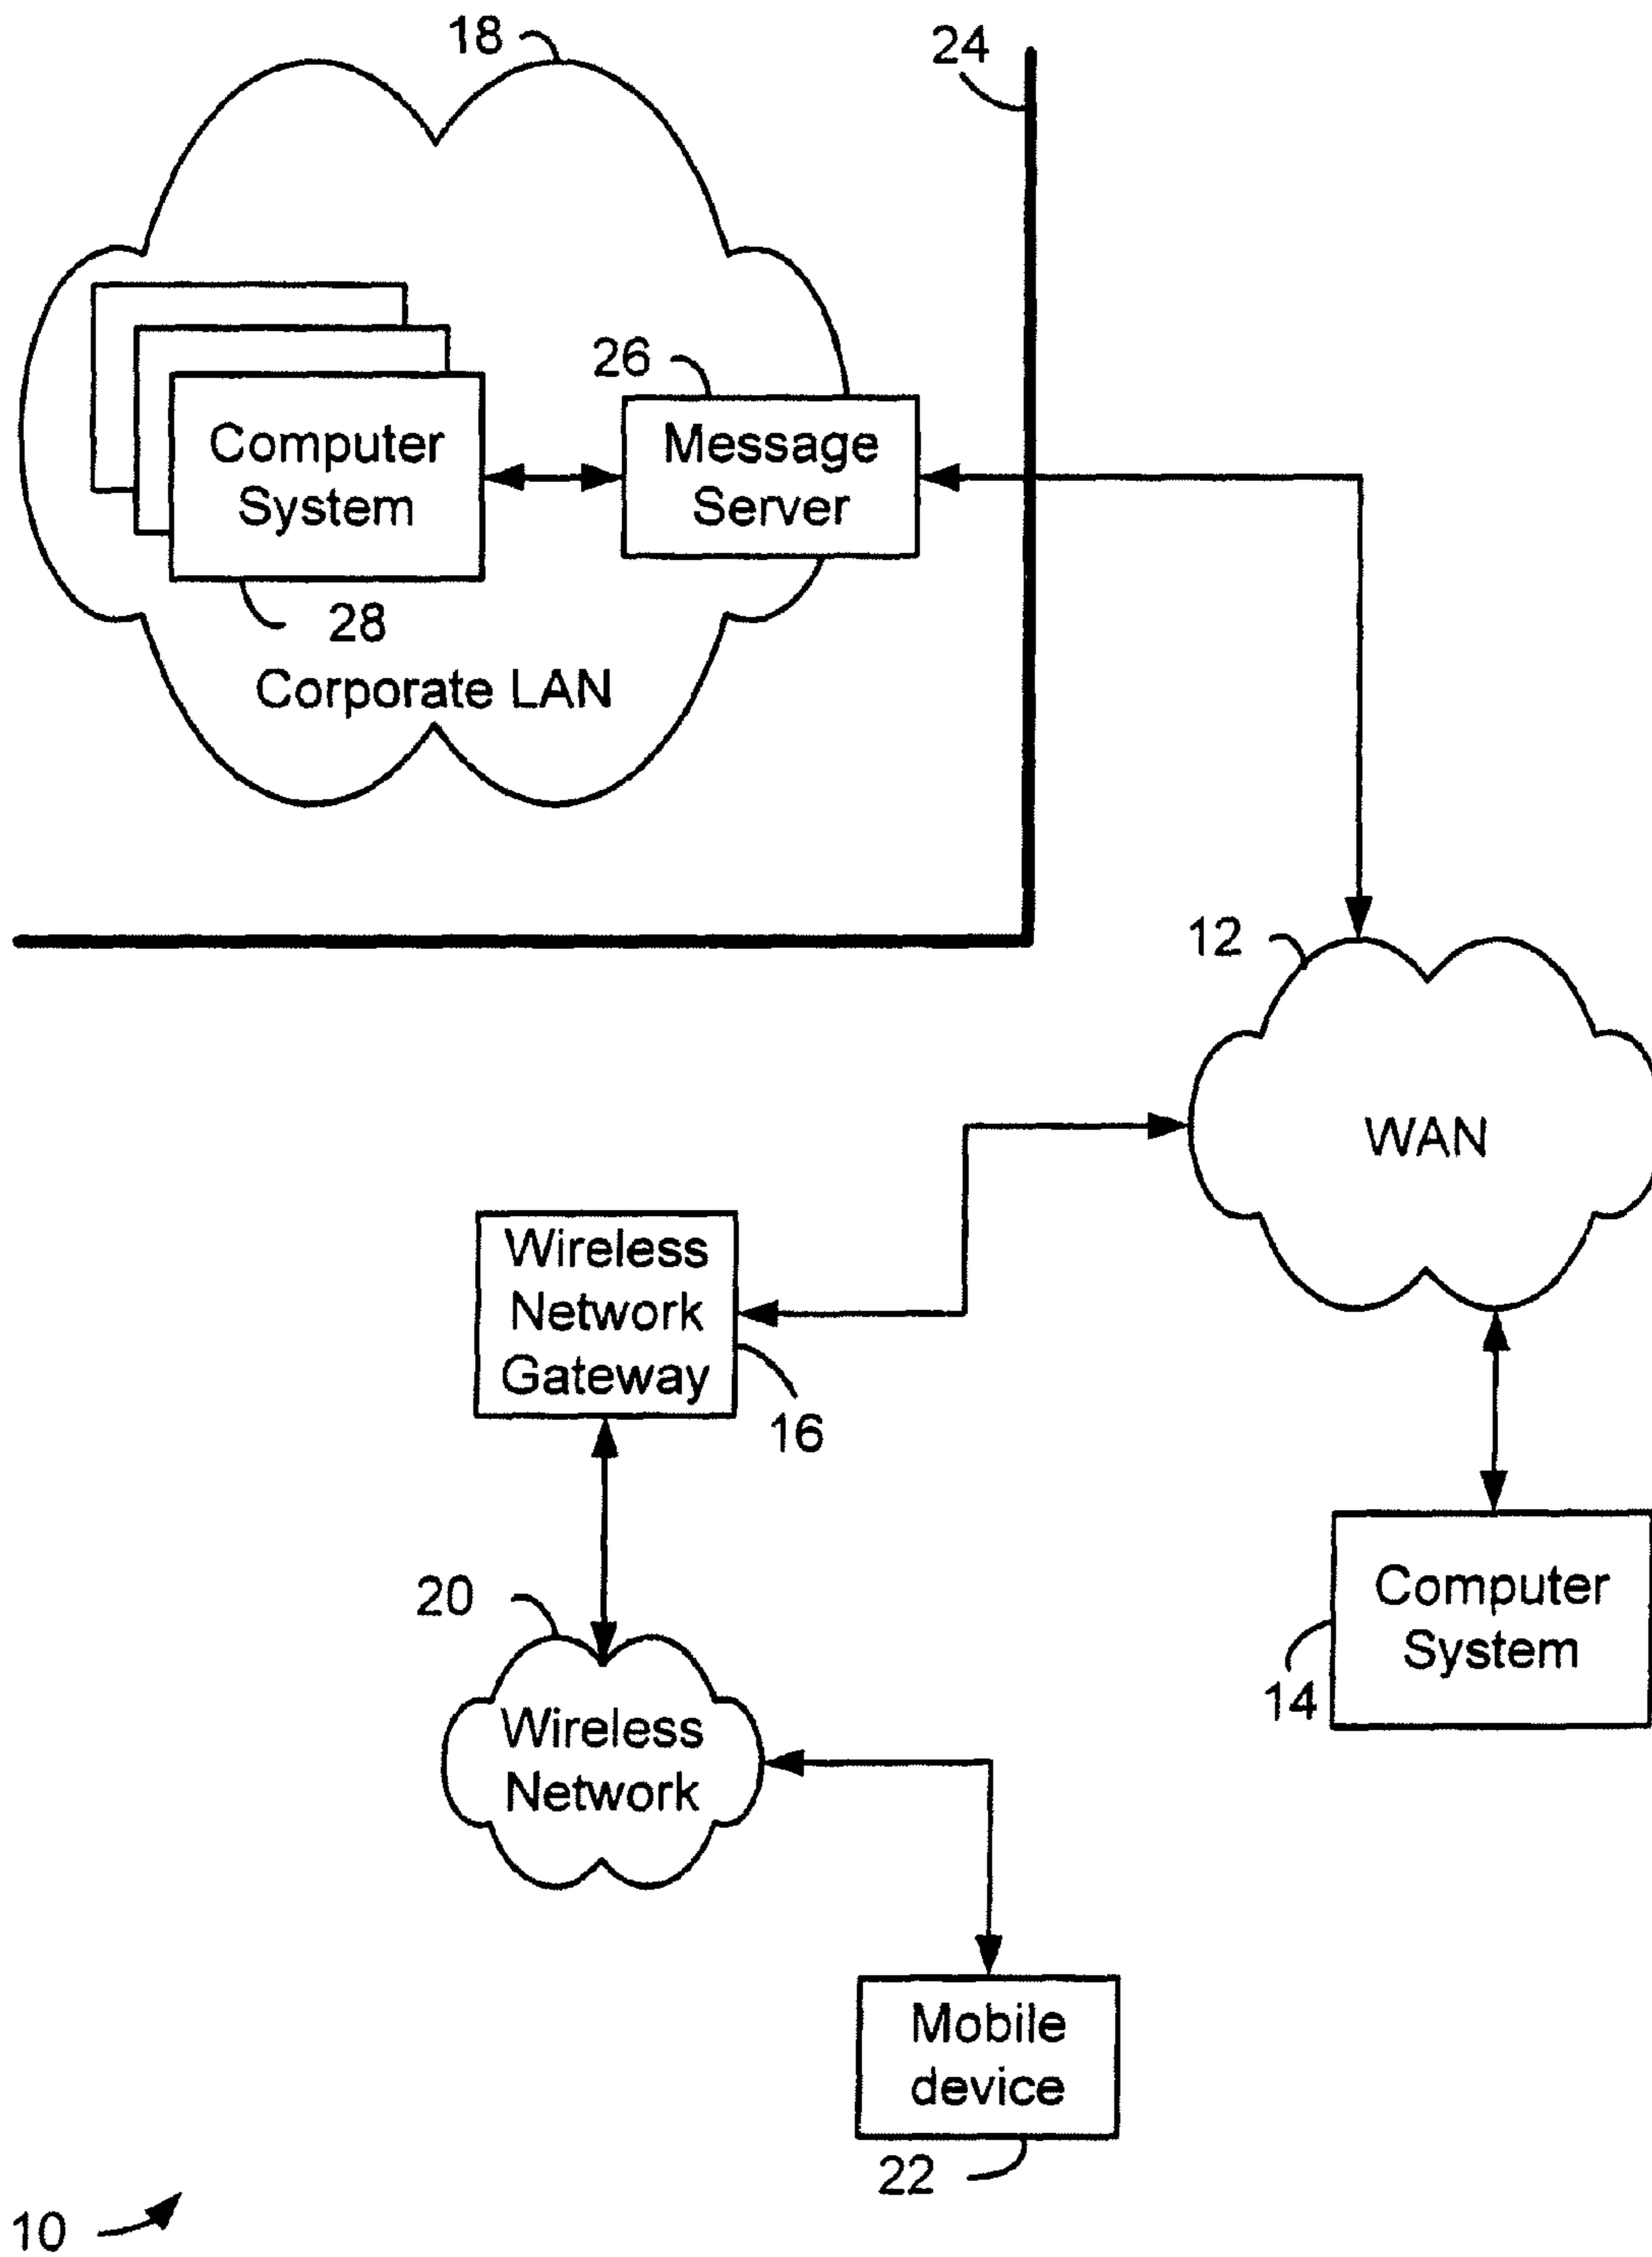 18
24
26
Computer
System
Message
Server
28
Corporate LAN
12
WAN
Wireless
Network
Gateway
16
20
Computer
System
14
Wireless
Network
Mobile
device
22
10